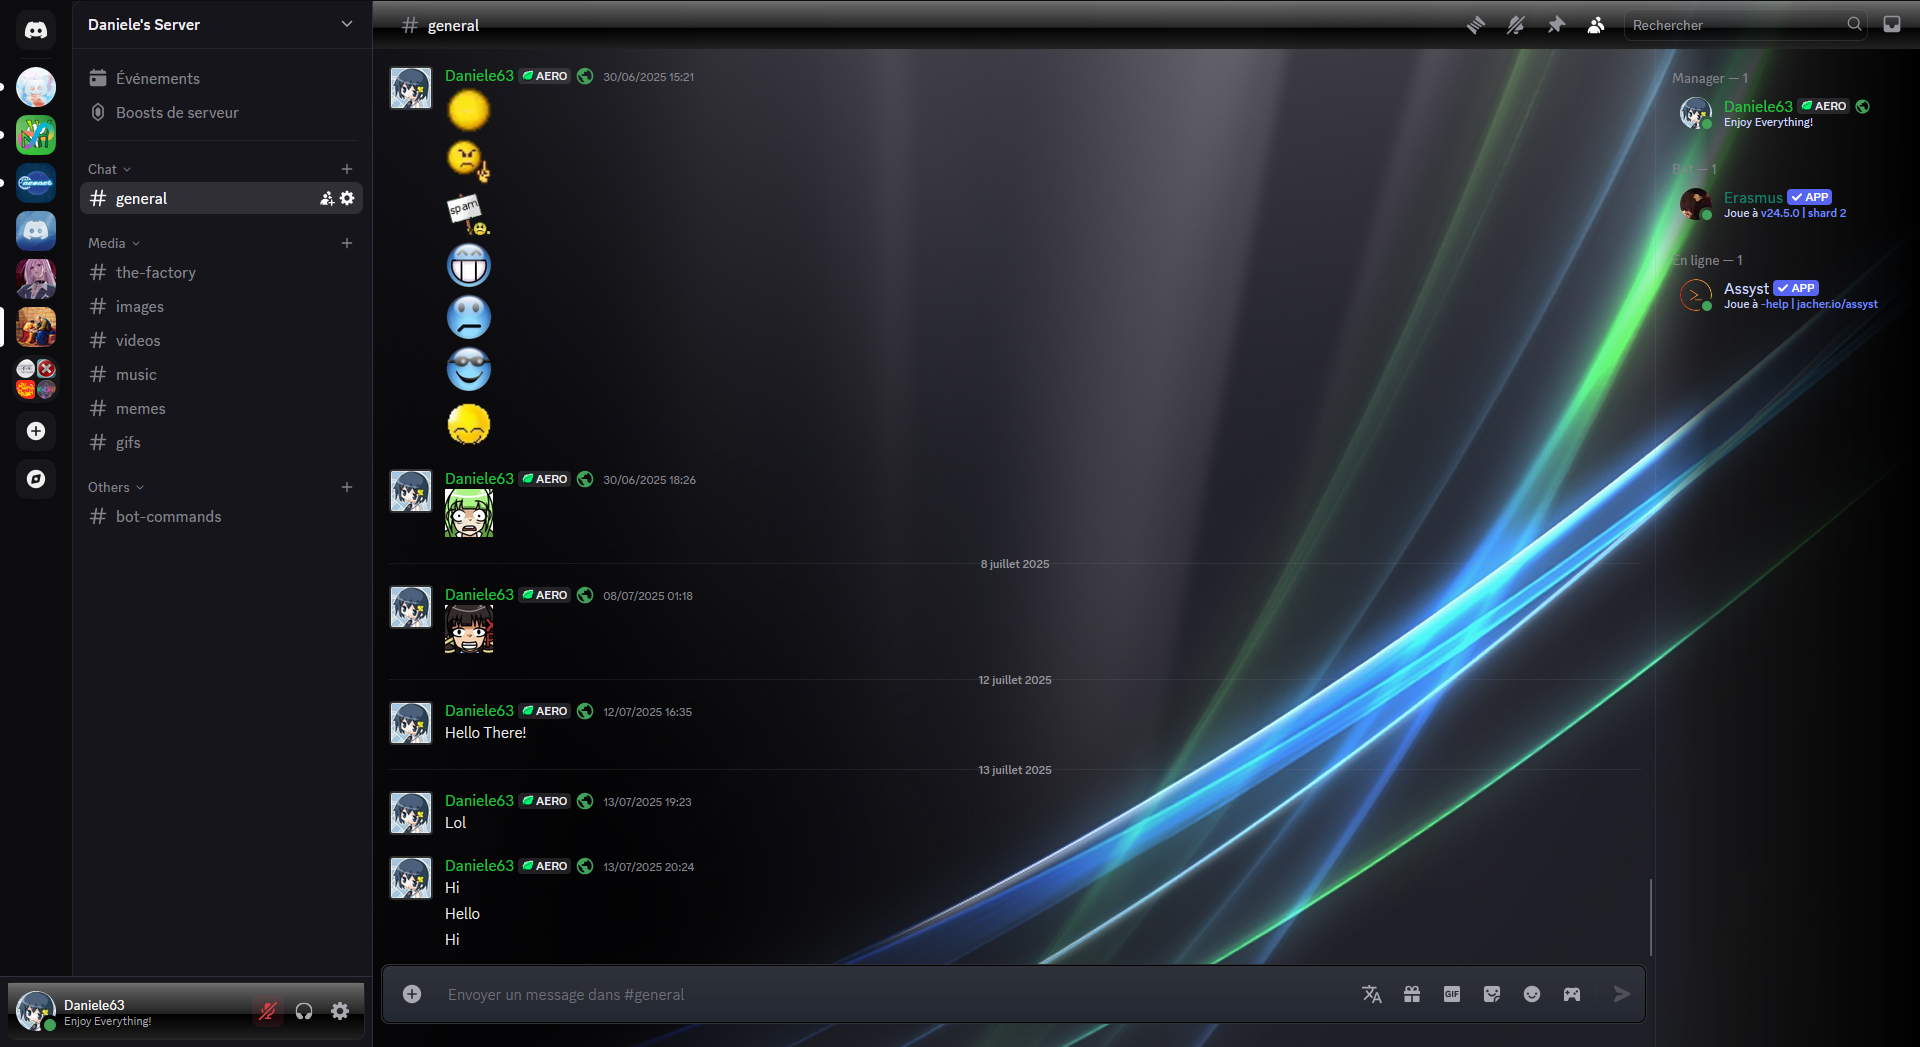 Daniele's Server
Événements
Boosts de serveur
Chat
general
Media
the-factory
images
videos
music
memes
gifs
Others
bot-commands
Daniele63
Enjoy Everything!
general
Rechercher
Daniele63 AERO 30/06/2025 15:21
spam
Daniele63 AERO 30/06/2025 18:26
8 juillet 2025
Daniele63 AERO 08/07/2025 01:18
12 juillet 2025
Daniele63 AERO 12/07/2025 16:35
Hello There!
13 juillet 2025
Daniele63 AERO 13/07/2025 19:23
Lol
Daniele63 AERO 13/07/2025 20:24
Hi
Hello
Hi
Envoyer un message dans #general
GIF
Manager — 1
Daniele63 AERO
Enjoy Everything!
Bot — 1
Erasmus APP
Joue à v24.5.0 | shard 2
En ligne — 1
Assyst APP
Joue à -help | jacher.io/assyst